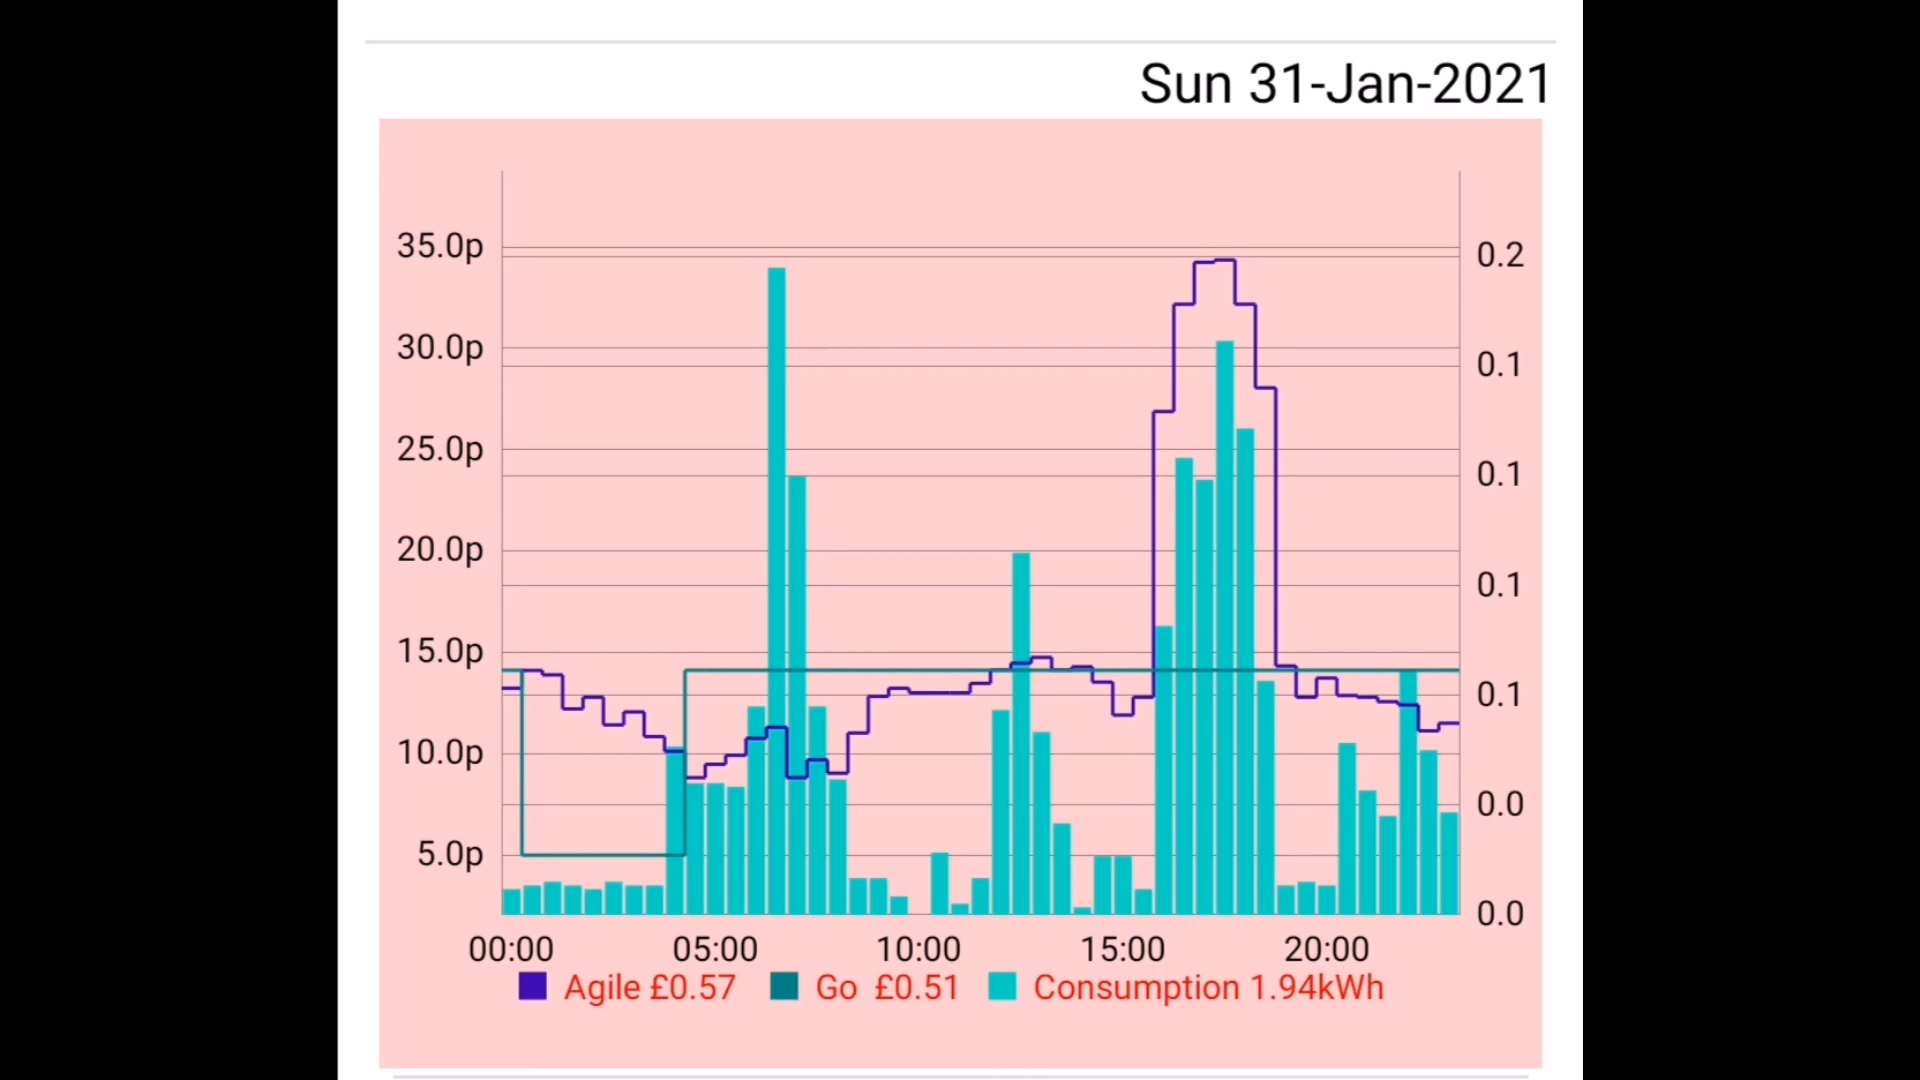 Sun 31-Jan-2021
35.0p
30.0p
25.0p
20.0p
15.0p
10.0p
5.0p
0.2
0.1
0.1
0.1
0.1
0.0
0.0
00:00 05:00 10:00 15:00 20:00
Agile £0.57 Go £0.51 Consumption 1.94kWh